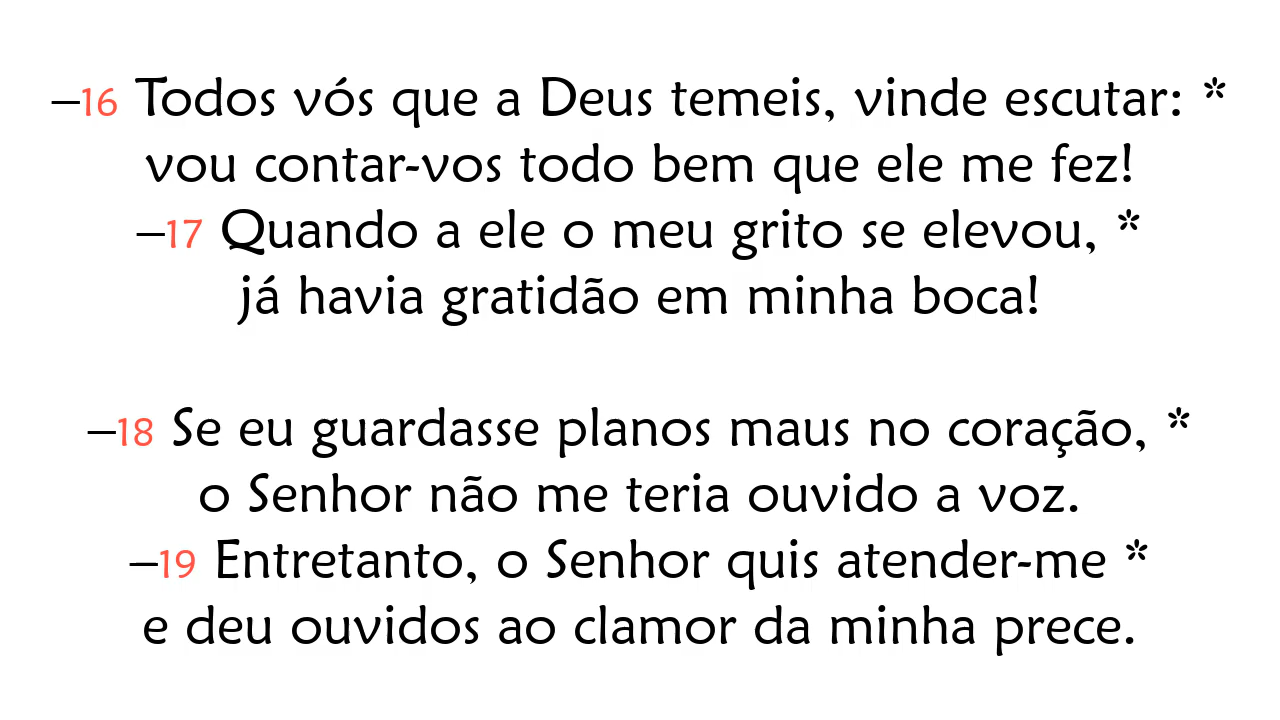 –16 Todos vós que a Deus temeis, vinde escutar: *
vou contar-vos todo bem que ele me fez!
–17 Quando a ele o meu grito se elevou, *
já havia gratidão em minha boca!
–18 Se eu guardasse planos maus no coração, *
o Senhor não me teria ouvido a voz.
–19 Entretanto, o Senhor quis atender-me *
e deu ouvidos ao clamor da minha prece.